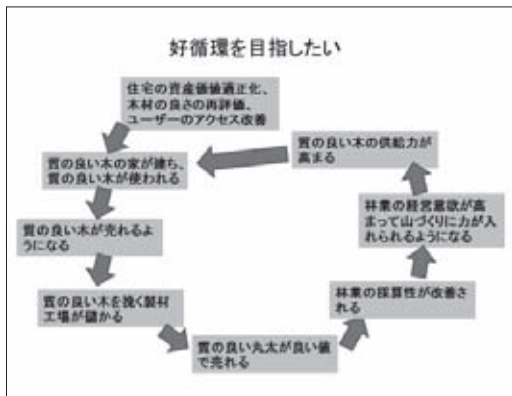 好循環を目指したい
住宅の資産価値適正化、
木材の良さの再評価、
ユーザーのアクセス改善
質の良い木の家が建ち、
質の良い木が使われる
質の良い木が売れるよ
うになる
質の良い木を挽く製材
工場が儲かる
質の良い丸太が良い値
で売れる
林業の採算性が改善さ
れる
林業の経営意欲が高
まって山づくりに力が入
れられるようになる
質の良い木の供給力が
高まる